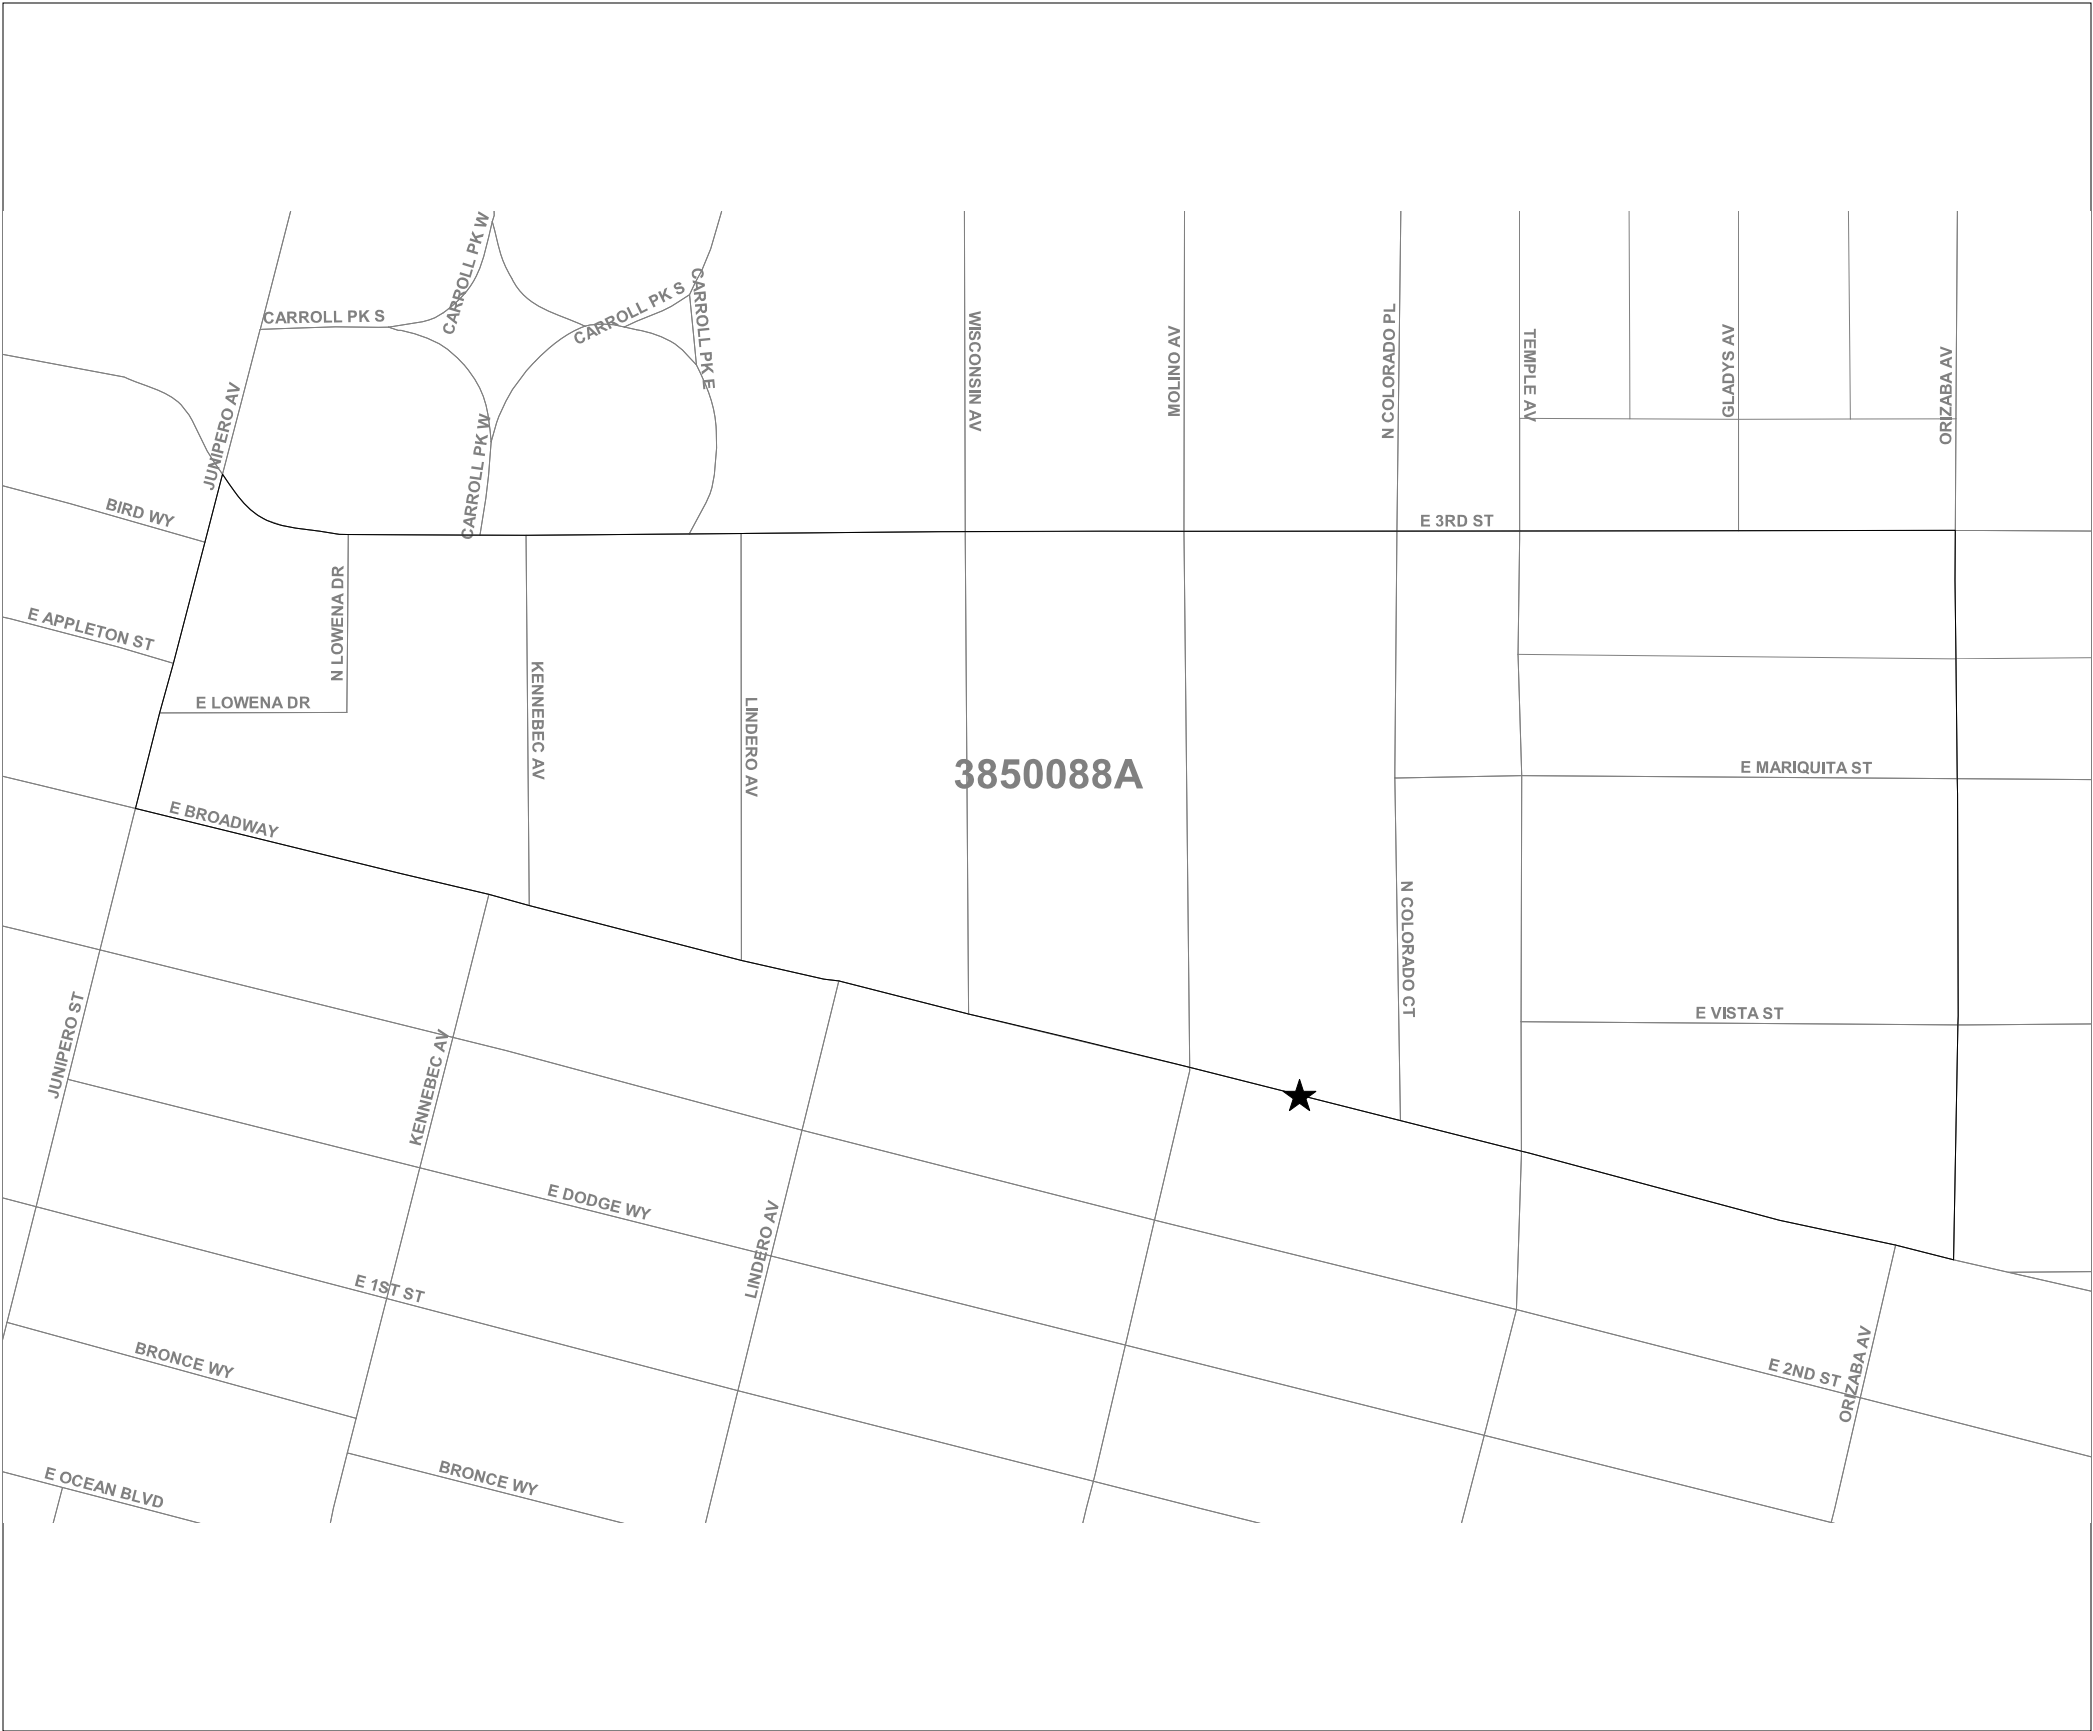 CARROLL PK W
CARROLL PK S
CARROLL PK S
CARROLL PK E
WISCONSIN AV
MOLINO AV
N COLORADO PL
TEMPLE AV
GLADYS AV
ORIZABA AV
JUNIPERO AV
CARROLL PK W
BIRD WY
E 3RD ST
E APPLETON ST
N LOWENA DR
E LOWENA DR
KENNEBEC AV
LINDERO AV
3850088A
E MARIQUITA ST
E BROADWAY
N COLORADO CT
E VISTA ST
JUNIPERO ST
KENNEBEC AV
E DODGE WY
LINDERO AV
E 1ST ST
BRONCE WY
E 2ND ST
ORIZABA AV
E OCEAN BLVD
BRONCE WY